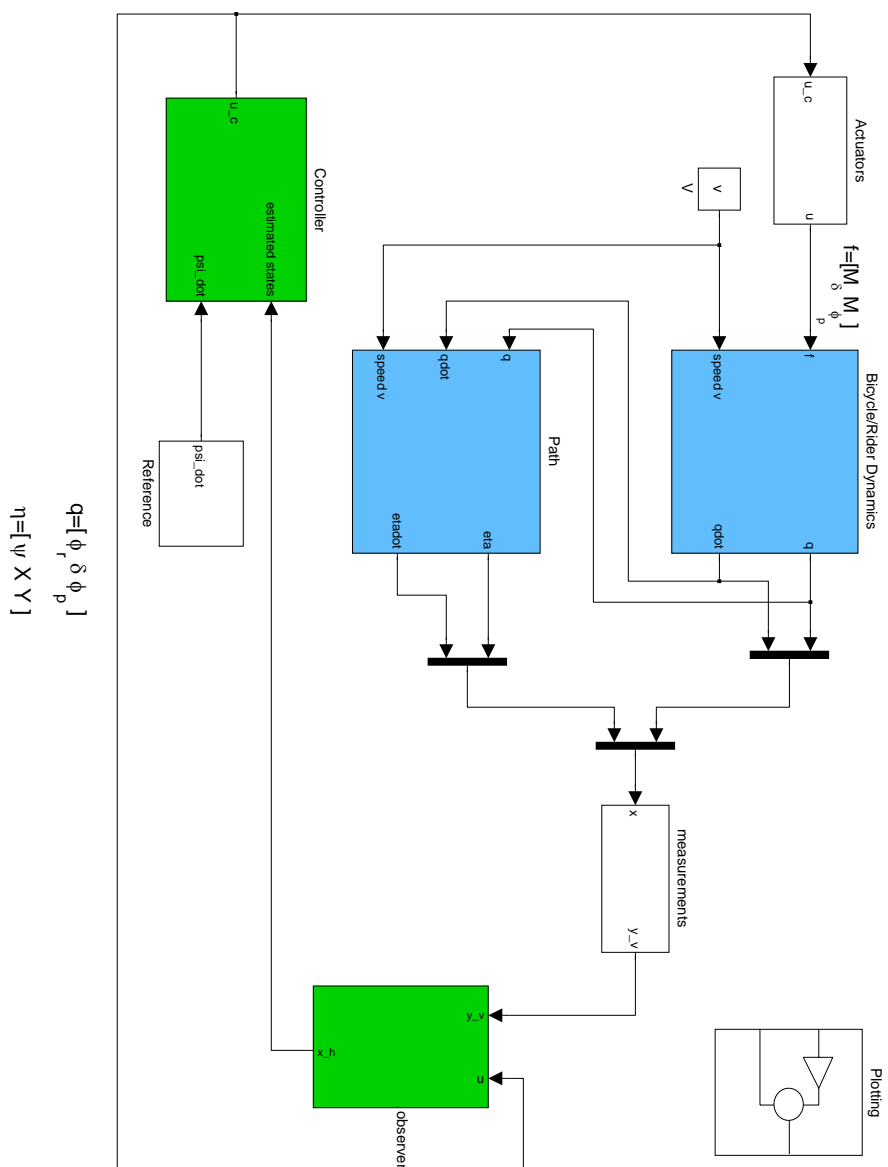 Actuators
u_c
u
f=[M_δ M_φ_p ]
v
V
Bicycle/Rider Dynamics
f
speed v
q
qdot
Path
q
qdot
speed v
eta
etadot
measurements
x
y_v
Plotting
Controller
u_c
estimated states
psi_dot
psi_dot
Reference
y_v
u
x_h
observer
q=[ φ_r δ φ_p ]
η=[ ψ X Y ]